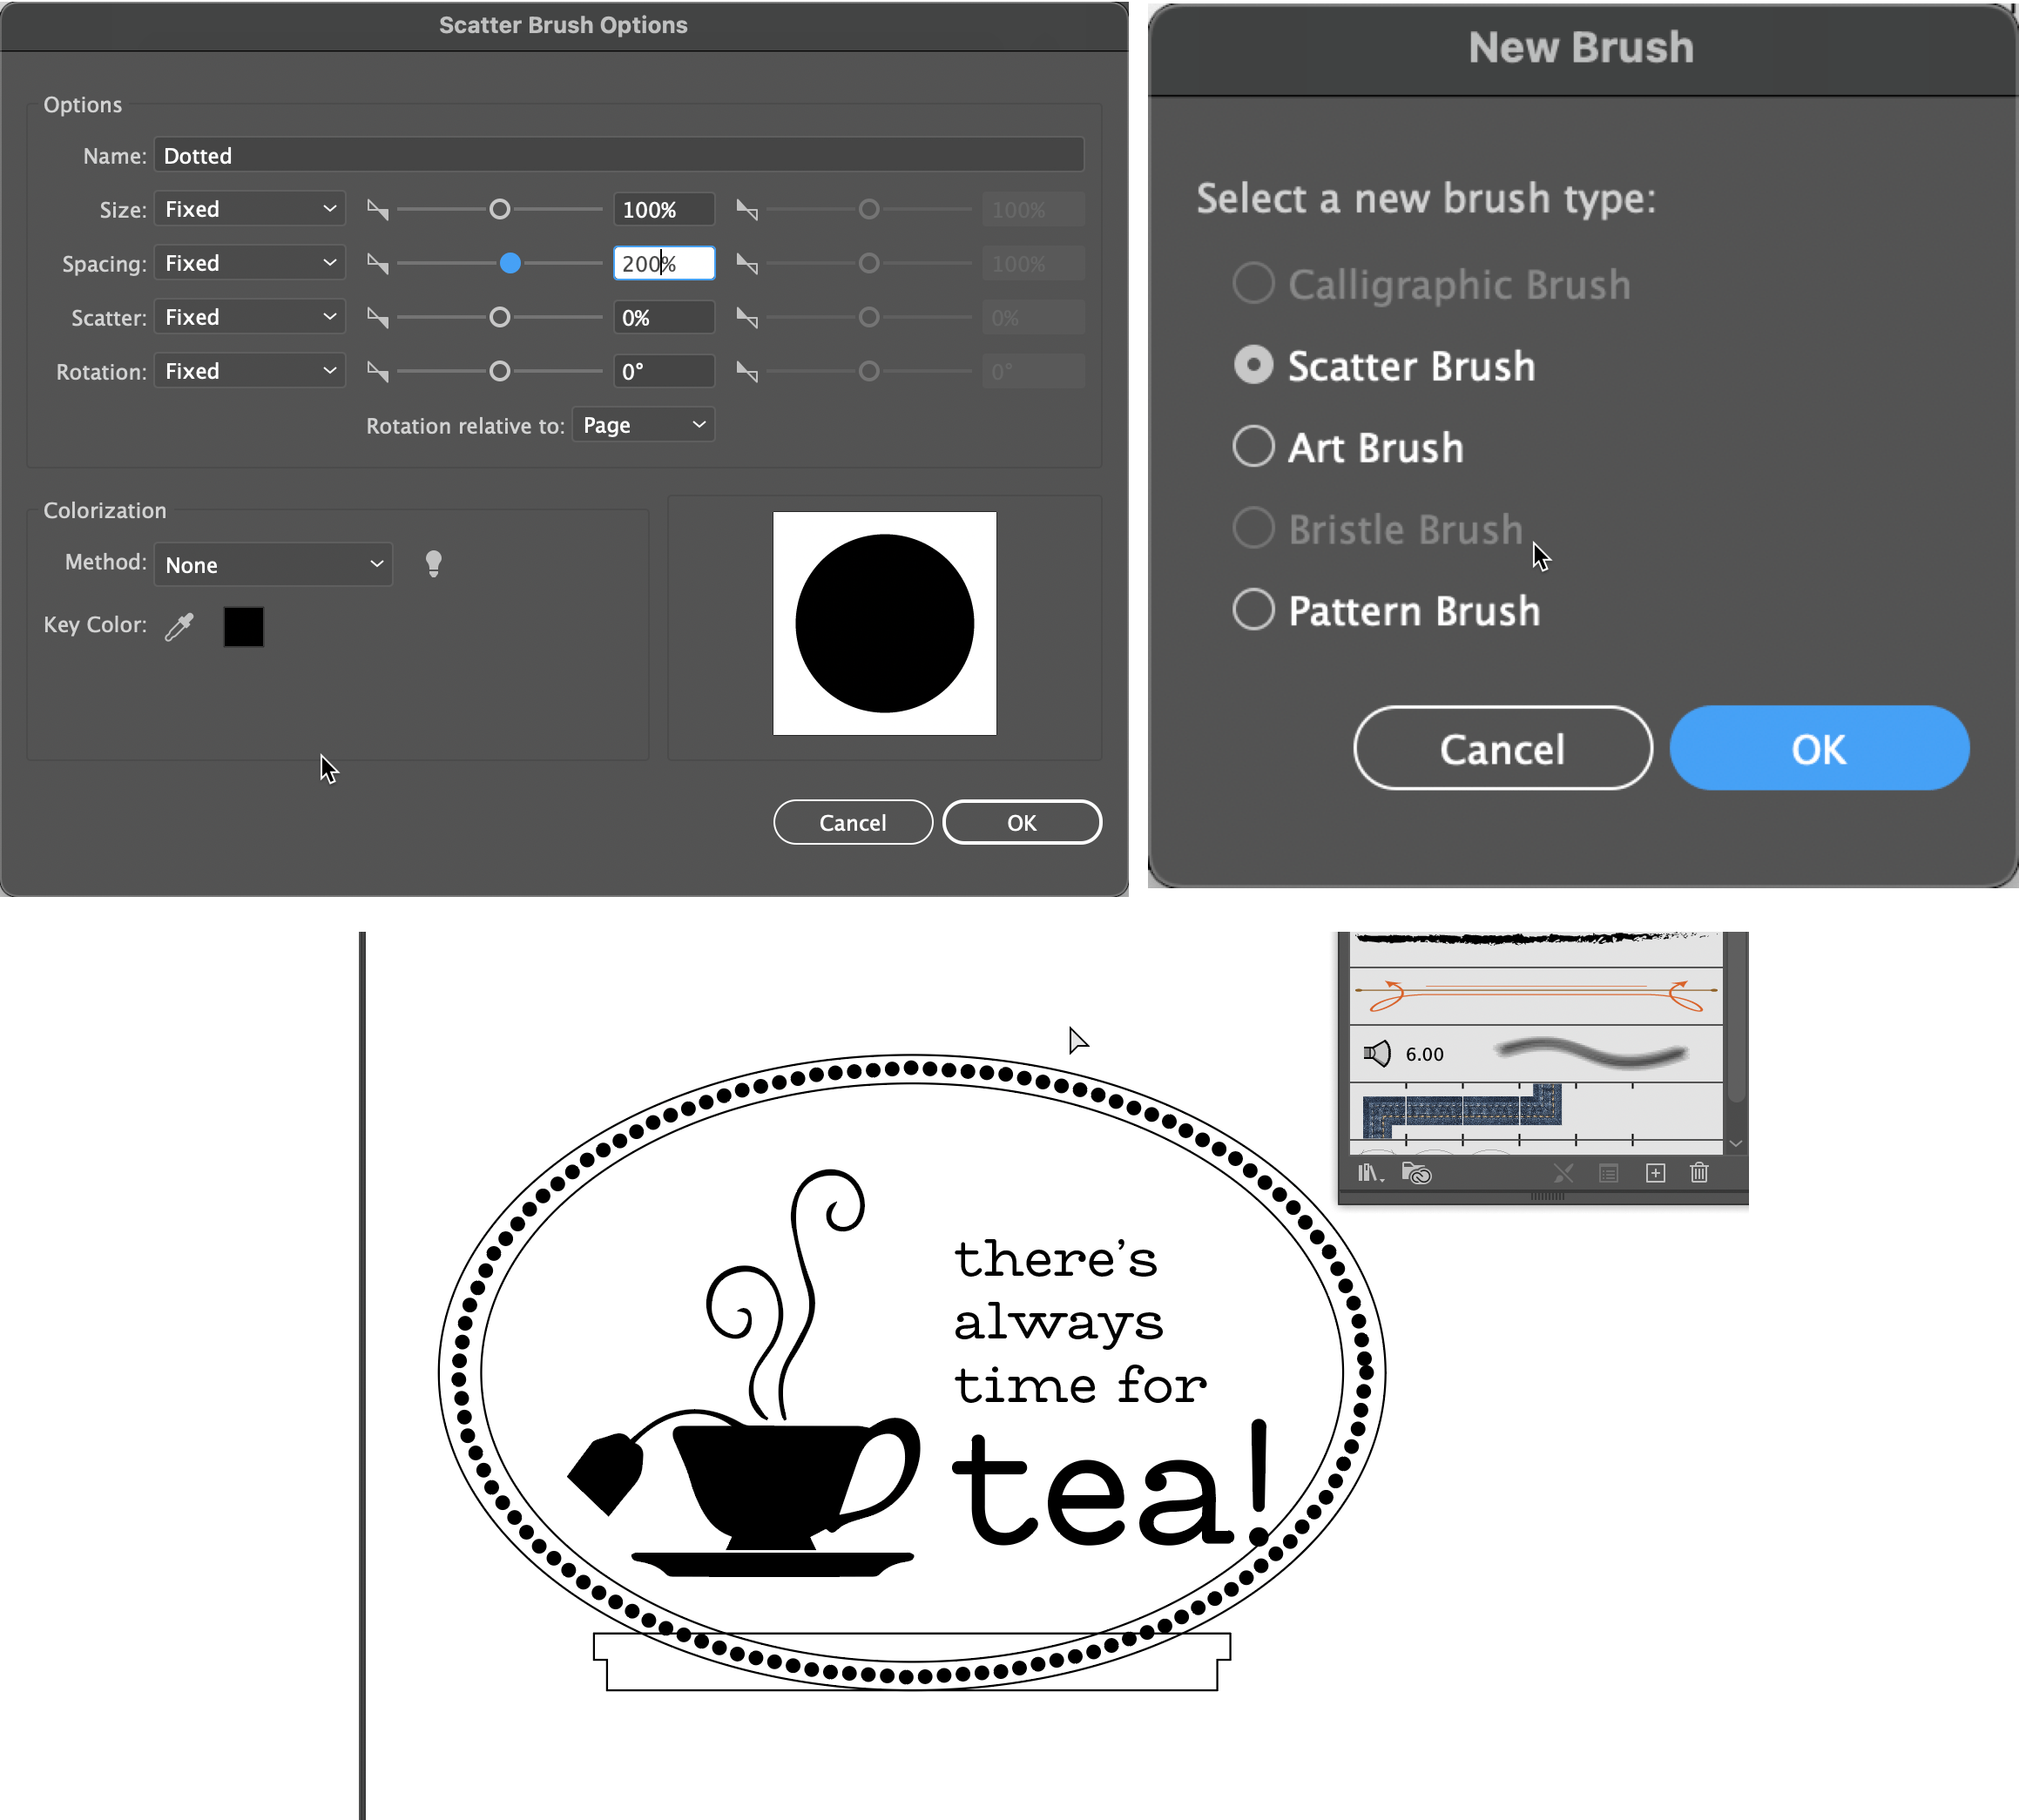 Scatter Brush Options
Options
Name: Dotted
Size: Fixed 100% 100%
Spacing: Fixed 200% 100%
Scatter: Fixed 0% 0%
Rotation: Fixed 0° 0°
Rotation relative to: Page
Colorization
Method: None
Key Color:
Cancel OK
New Brush
Select a new brush type:
Calligraphic Brush
Scatter Brush
Art Brush
Bristle Brush
Pattern Brush
Cancel OK
6.00
there's
always
time for
tea!